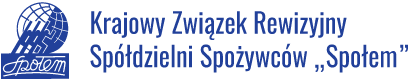 Społem
Krajowy Związek Rewizyjny
Spółdzielni Spożywców „Społem”